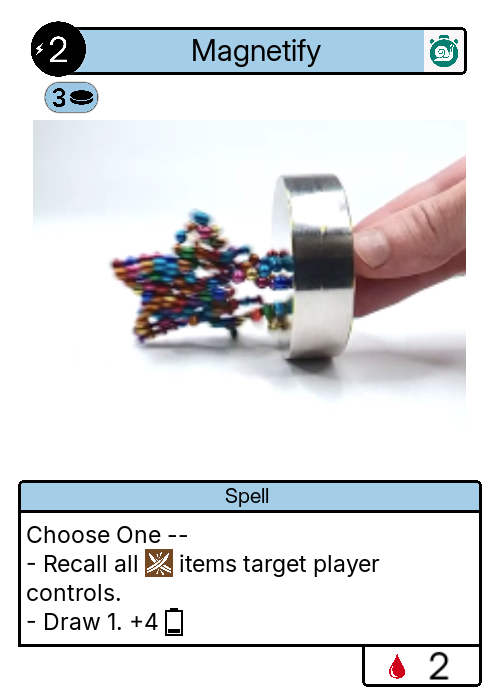 2
Magnetify
3
Spell
Choose One --
- Recall all items target player
controls.
- Draw 1. +4
2